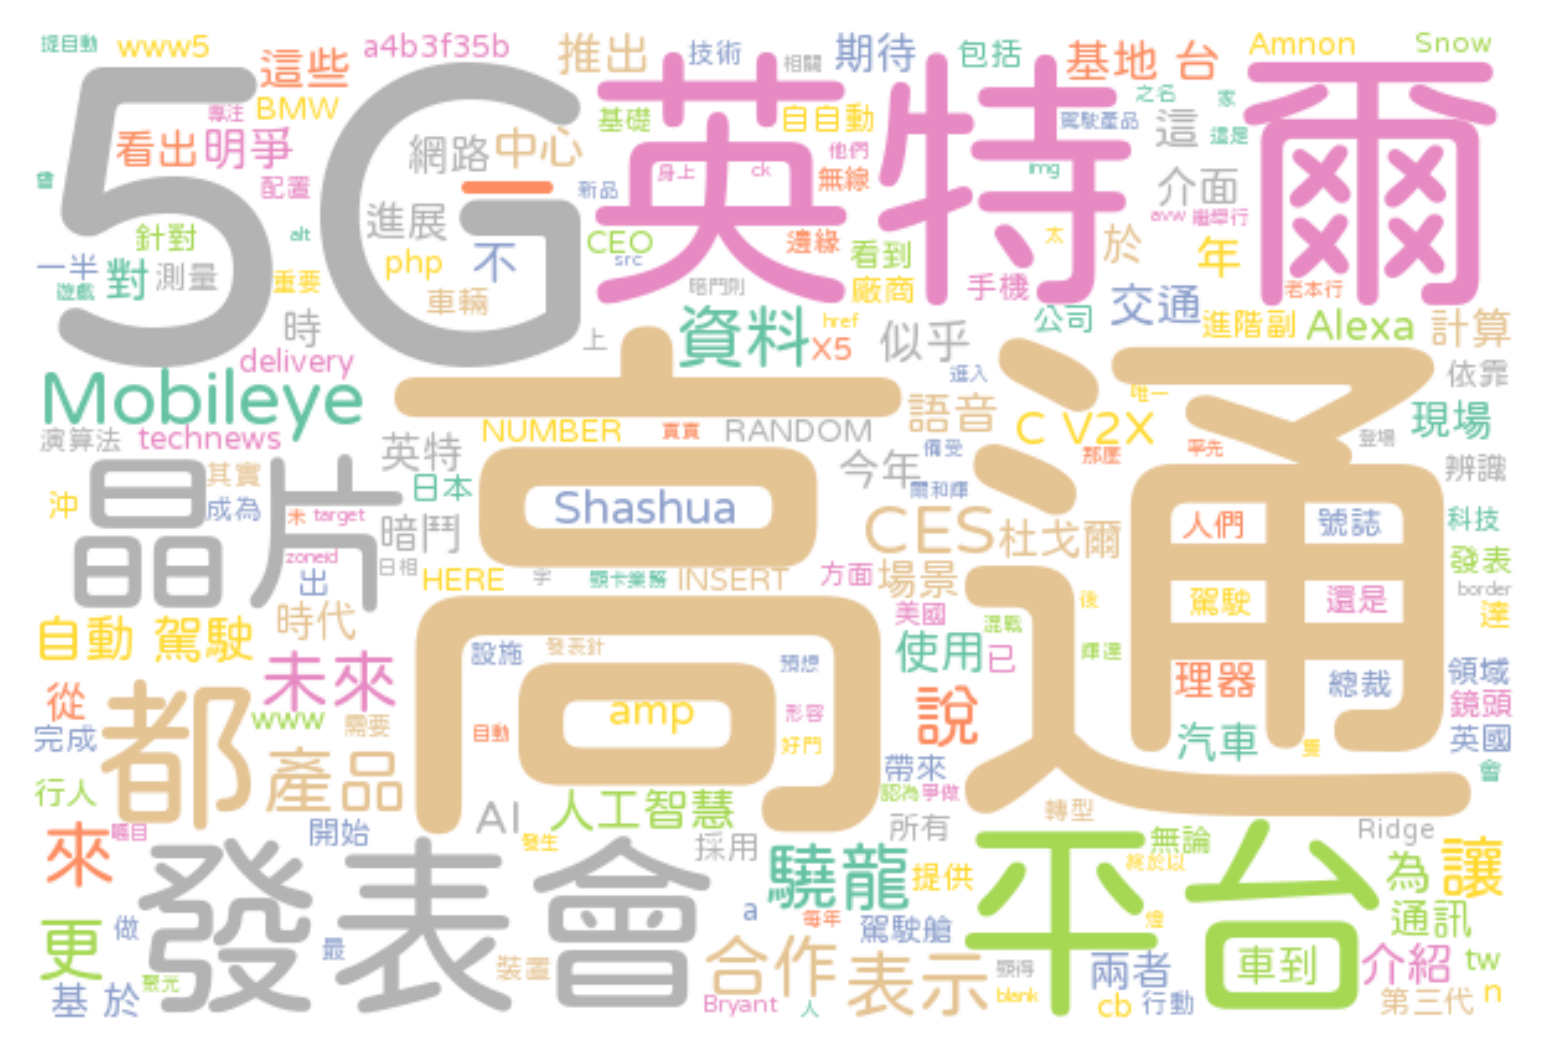 提自動 www5 這些 a4b3f35b 推出 技術 相關 期待 包括 基地 台 Amnon Snow
5G 英特爾
專注 BMW 基礎 自自動 駕駛產品 之名 家
看出 明爭 網路 中心 他們 這 這是
會 配置 新品 身上 ck 無線 img 介面
進展 avw 繼舉行
針對 alt CEO src 邊緣 看到 太 於 年
一半 對 測量 重要 php 不
遊戲 車輛 暗鬥則 廠商 手機 老本行
時 上 資料 href X5 似乎 公司 交通 進階副 Alexa 計算
delivery
Mobileye 進入 唯一 依靠
高通
語音 C V2X 現場
演算法 technews 英特 NUMBER 真真 RANDOM 備受 那麼 率先 登場
晶片 其實 日本 今年 爾和輝 辨識
沖 成為 未 target 暗鬥 Shashua CES 杜戈爾 人們 號誌 科技
zoneid 日相 發表
出 HERE 宇 顯卡業務 INSERT 方面 場景 後 駕駛 還是 border
自動 駕駛 時代 美國 混戰 達
未來 設施 發表針 預想 使用 已 輝達 理器 總裁 領域
從 都 www 需要 amp 形容 說 鏡頭
完成 自動 好鬥 汽車 隻 英國
產品 帶來 會
行人 AI 人工智慧 認為 爭做 轉型
來 矚目 開始 發生 採用 所有 無論 Ridge
發表會 驍龍 提供 平台 終於以 為 讓
更 做 最 a 每年 駕駛艙 燈 通訊
聚光 裝置 合作 表示 顯得 兩者 車到 介紹 tw
基 於 Bryant 人 blank cb 行動 第三代 n